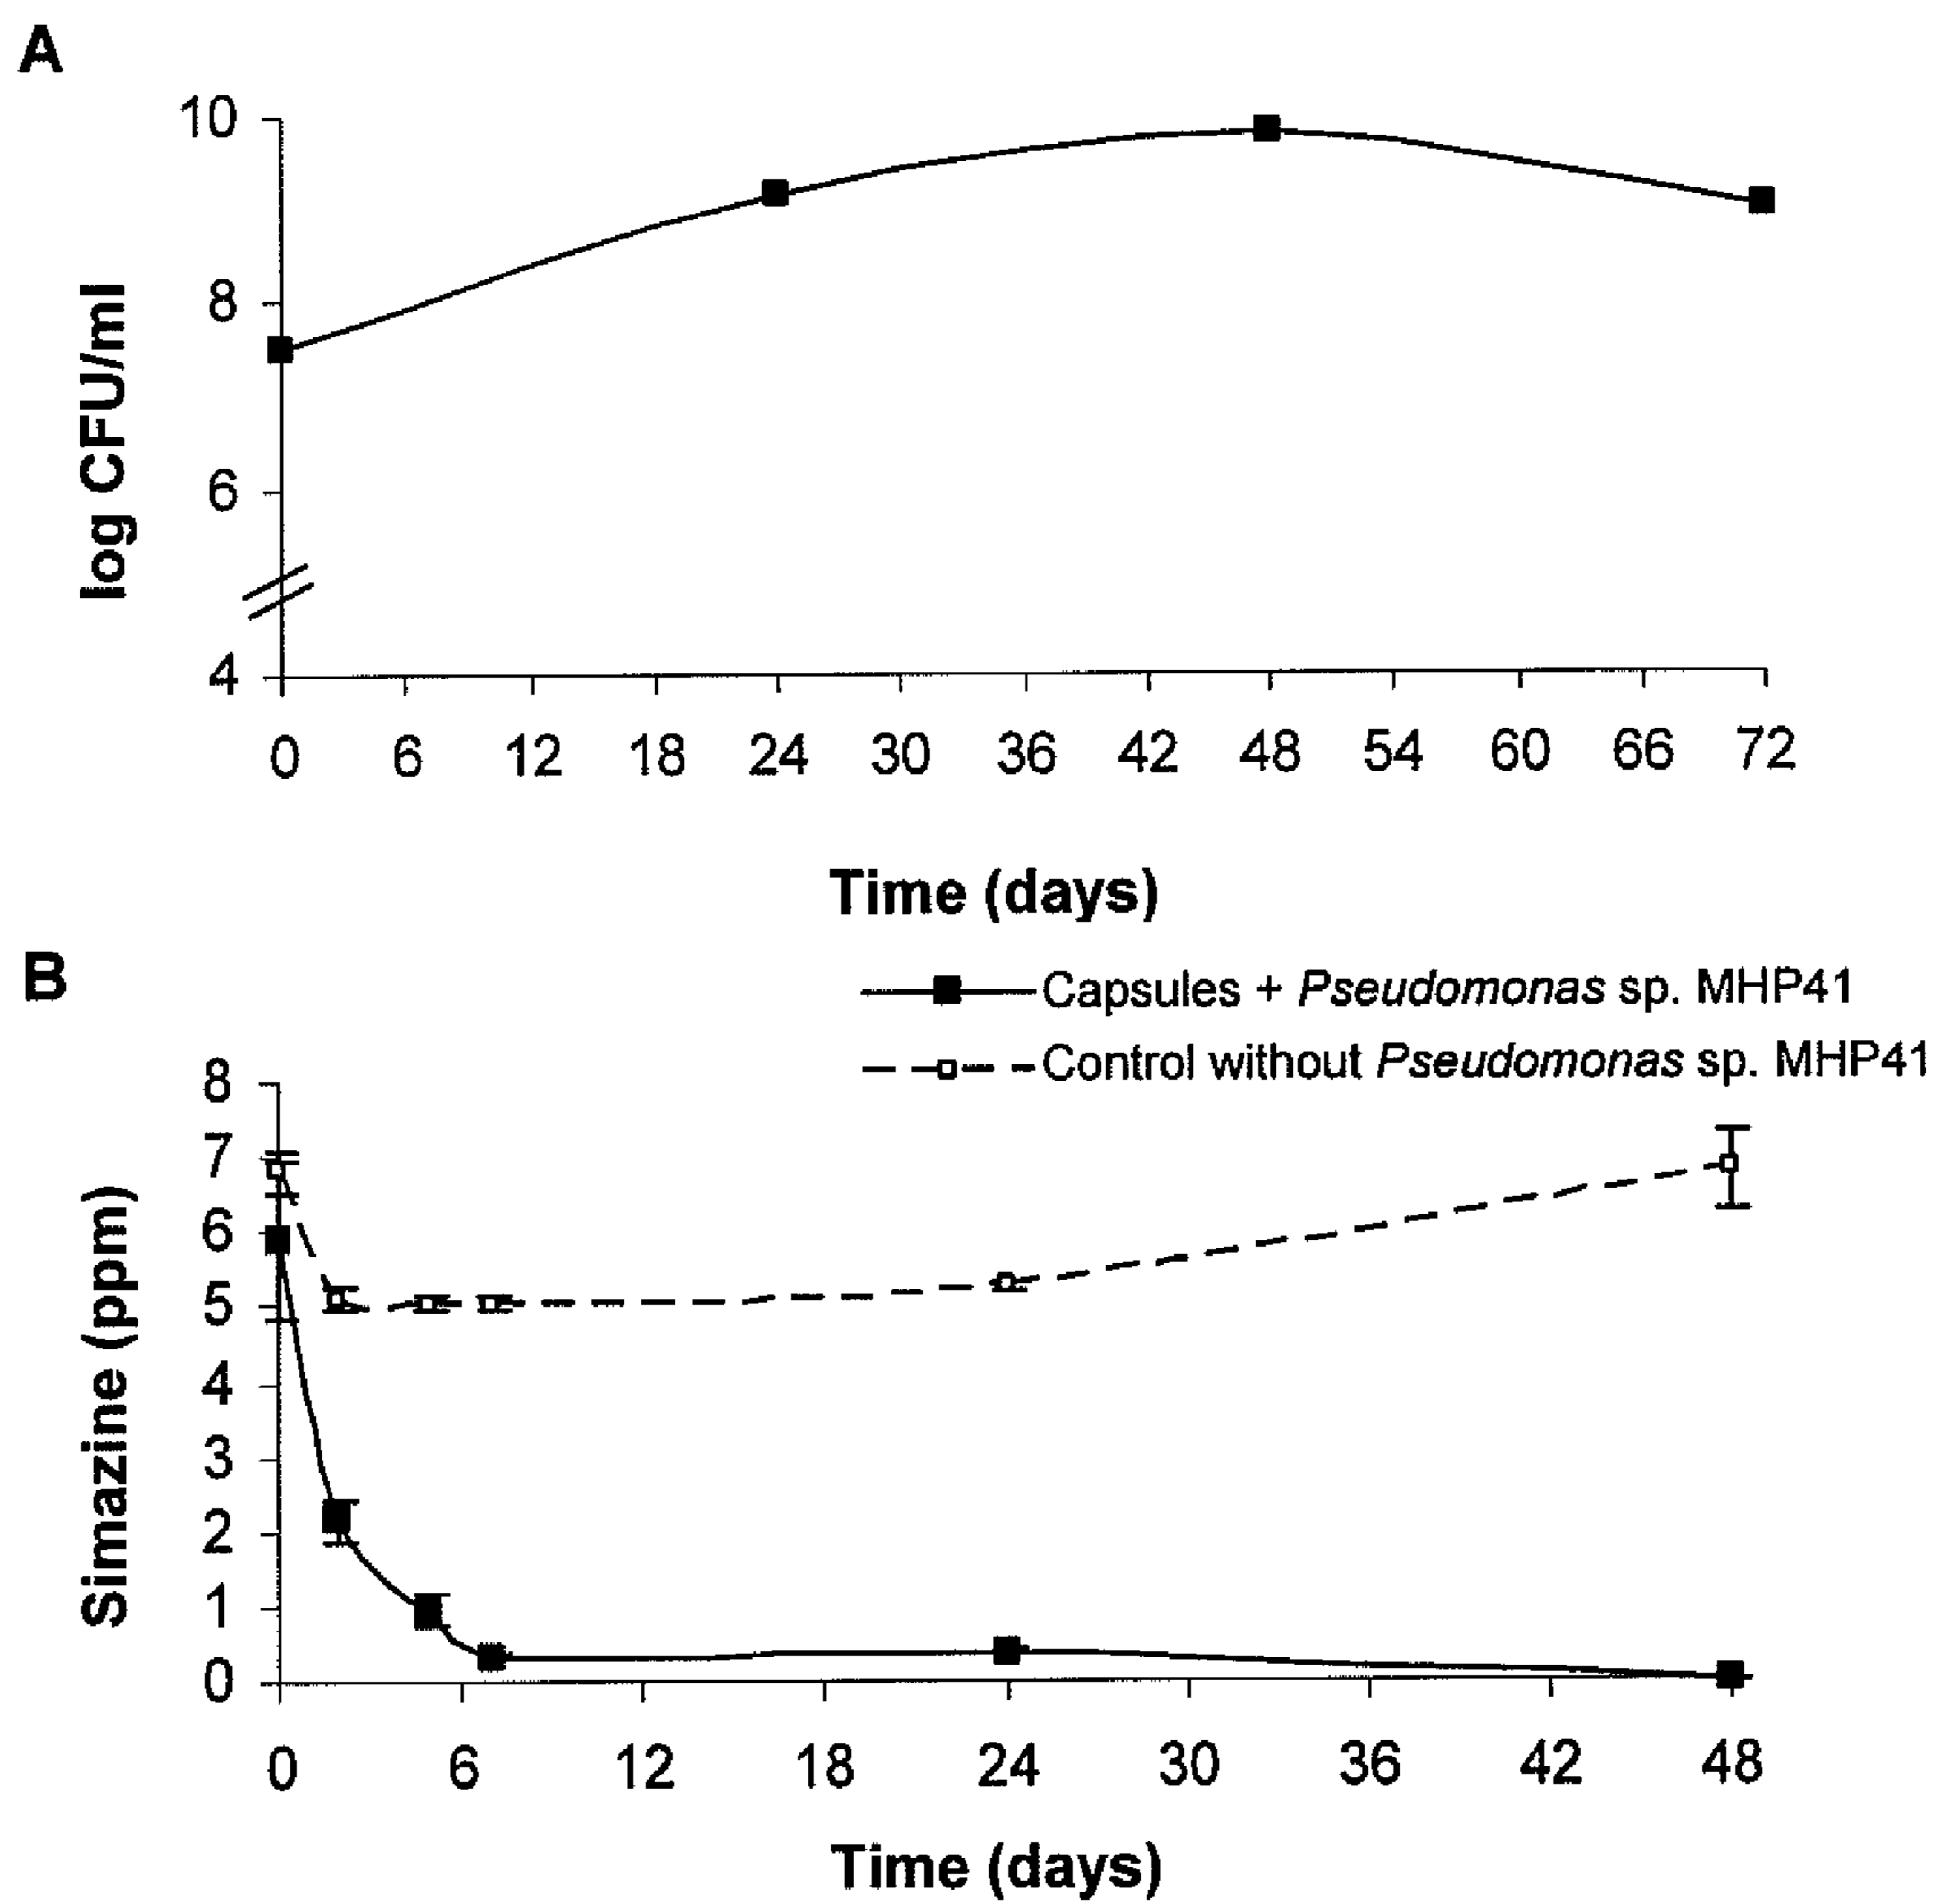 A
10
8
6
4
log CFU/ml
0 6 12 18 24 30 36 42 48 54 60 66 72
Time (days)
B
Capsules + Pseudomonas sp. MHP41
Control without Pseudomonas sp. MHP41
8
7
6
5
4
3
2
1
0
Simazine (ppm)
0 6 12 18 24 30 36 42 48
Time (days)